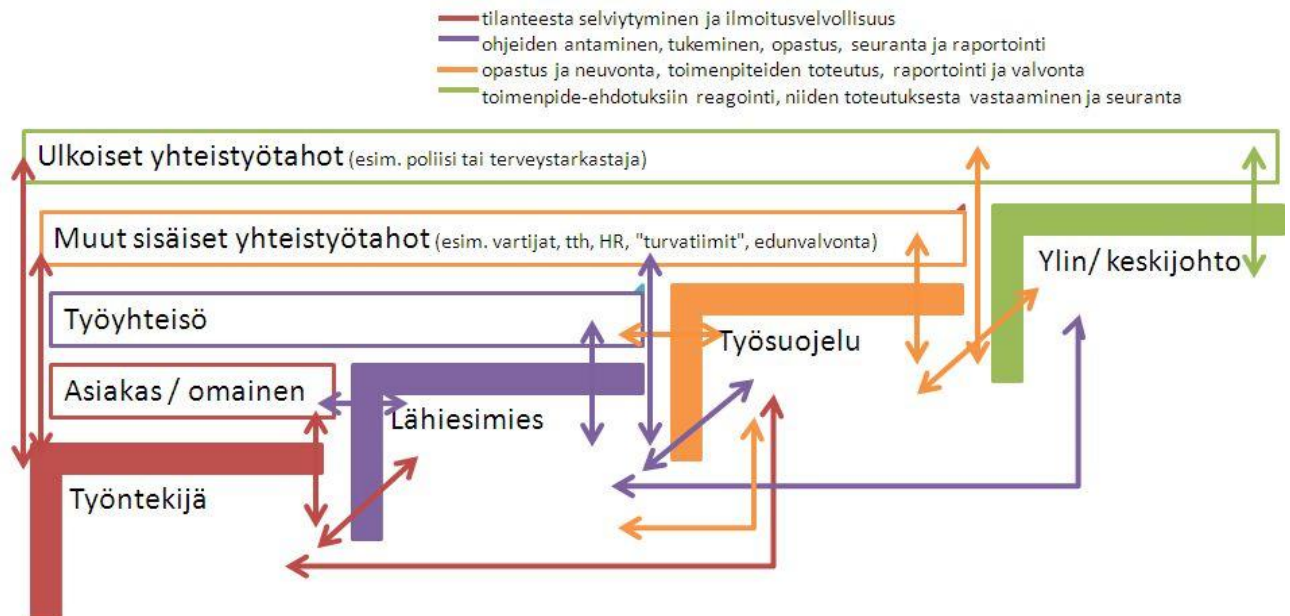 tilanteesta selviytyminen ja ilmoitusvelvollisuus
ohjeiden antaminen, tukeminen, opastus, seuranta ja raportointi
opastus ja neuvonta, toimenpiteiden toteutus, raportointi ja valvonta
toimenpide-ehdotuksiin reagointi, niiden toteutuksesta vastaaminen ja seuranta
Ulkoiset yhteistyötahot (esim. poliisi tai terveystarkastaja)
Muut sisäiset yhteistyötahot (esim. vartijat, tth, HR, "turvatiimit", edunvalvonta)
Ylin/ keskijohto
Työyhteisö
Työsuojelu
Asiakas / omainen
Lähiesimies
Työntekijä